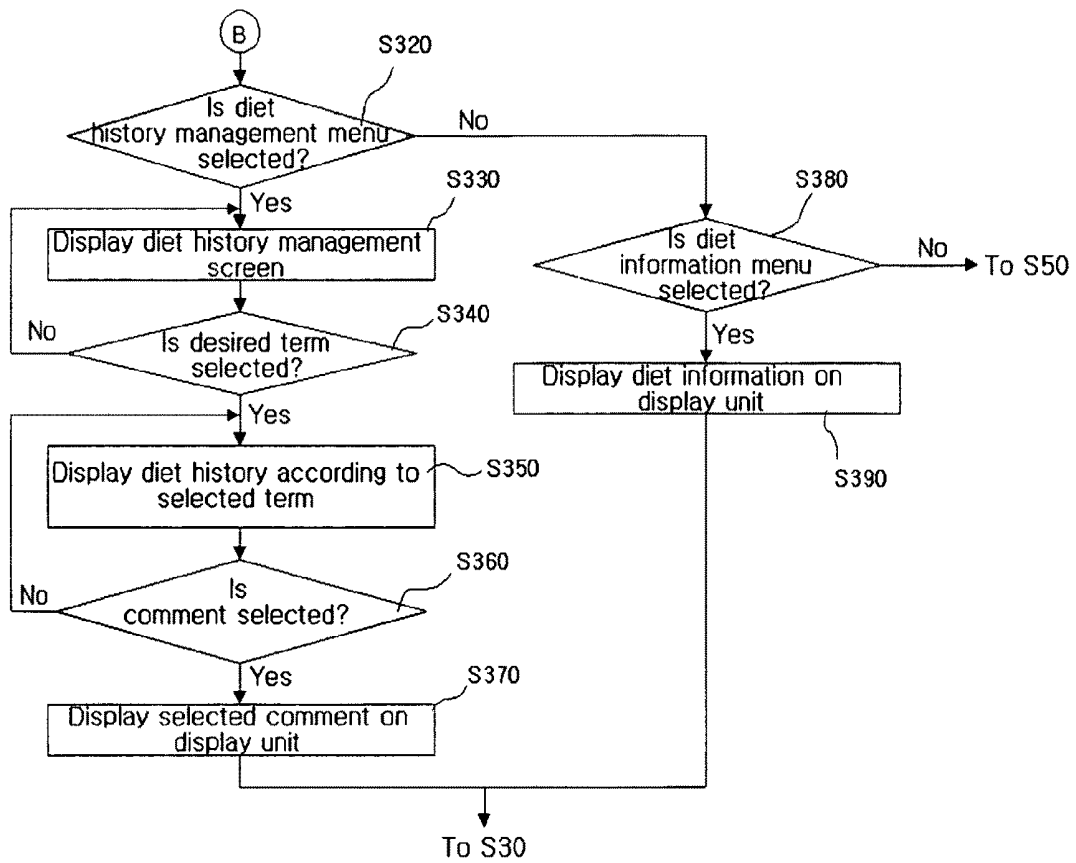 B
S320
Is diet
history management menu
selected?
No
Yes
S330
S380
Display diet history management
screen
Is diet
information menu
selected?
No
To S50
No
S340
Is desired term
selected?
Yes
Display diet information on
display unit
Yes
S390
Display diet history according to
selected term
S350
S360
No
Is
comment selected?
Yes
S370
Display selected comment on
display unit
To S30